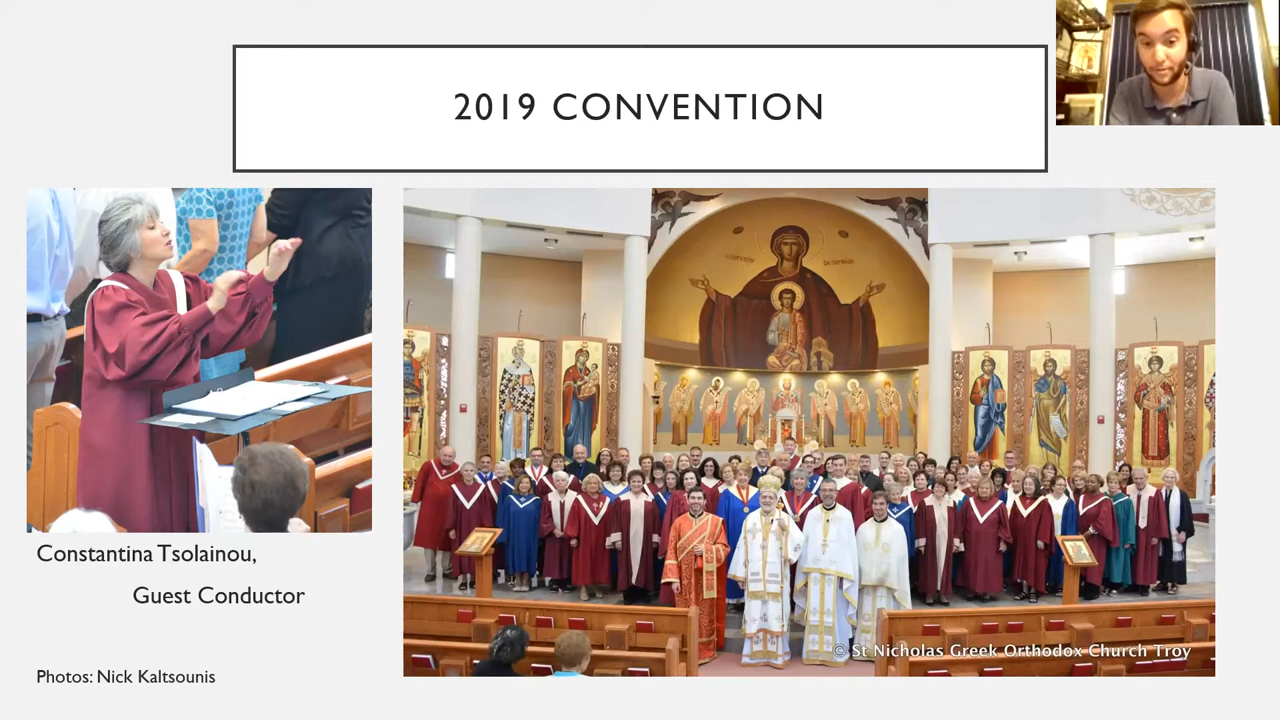 2019 CONVENTION
Constantina Tsolainou,
Guest Conductor
Photos: Nick Kaltsounis
© St Nicholas Greek Orthodox Church Troy